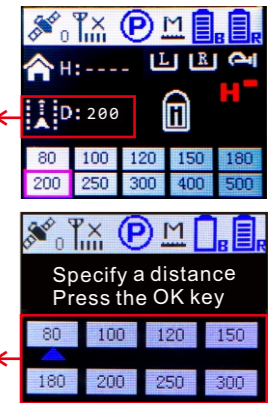 0 P M B R
H:---- L R
D: 200 H H-
80 100 120 150 180
200 250 300 400 500
0 P M B R
Specify a distance
Press the OK key
80 100 120 150
180 200 250 300